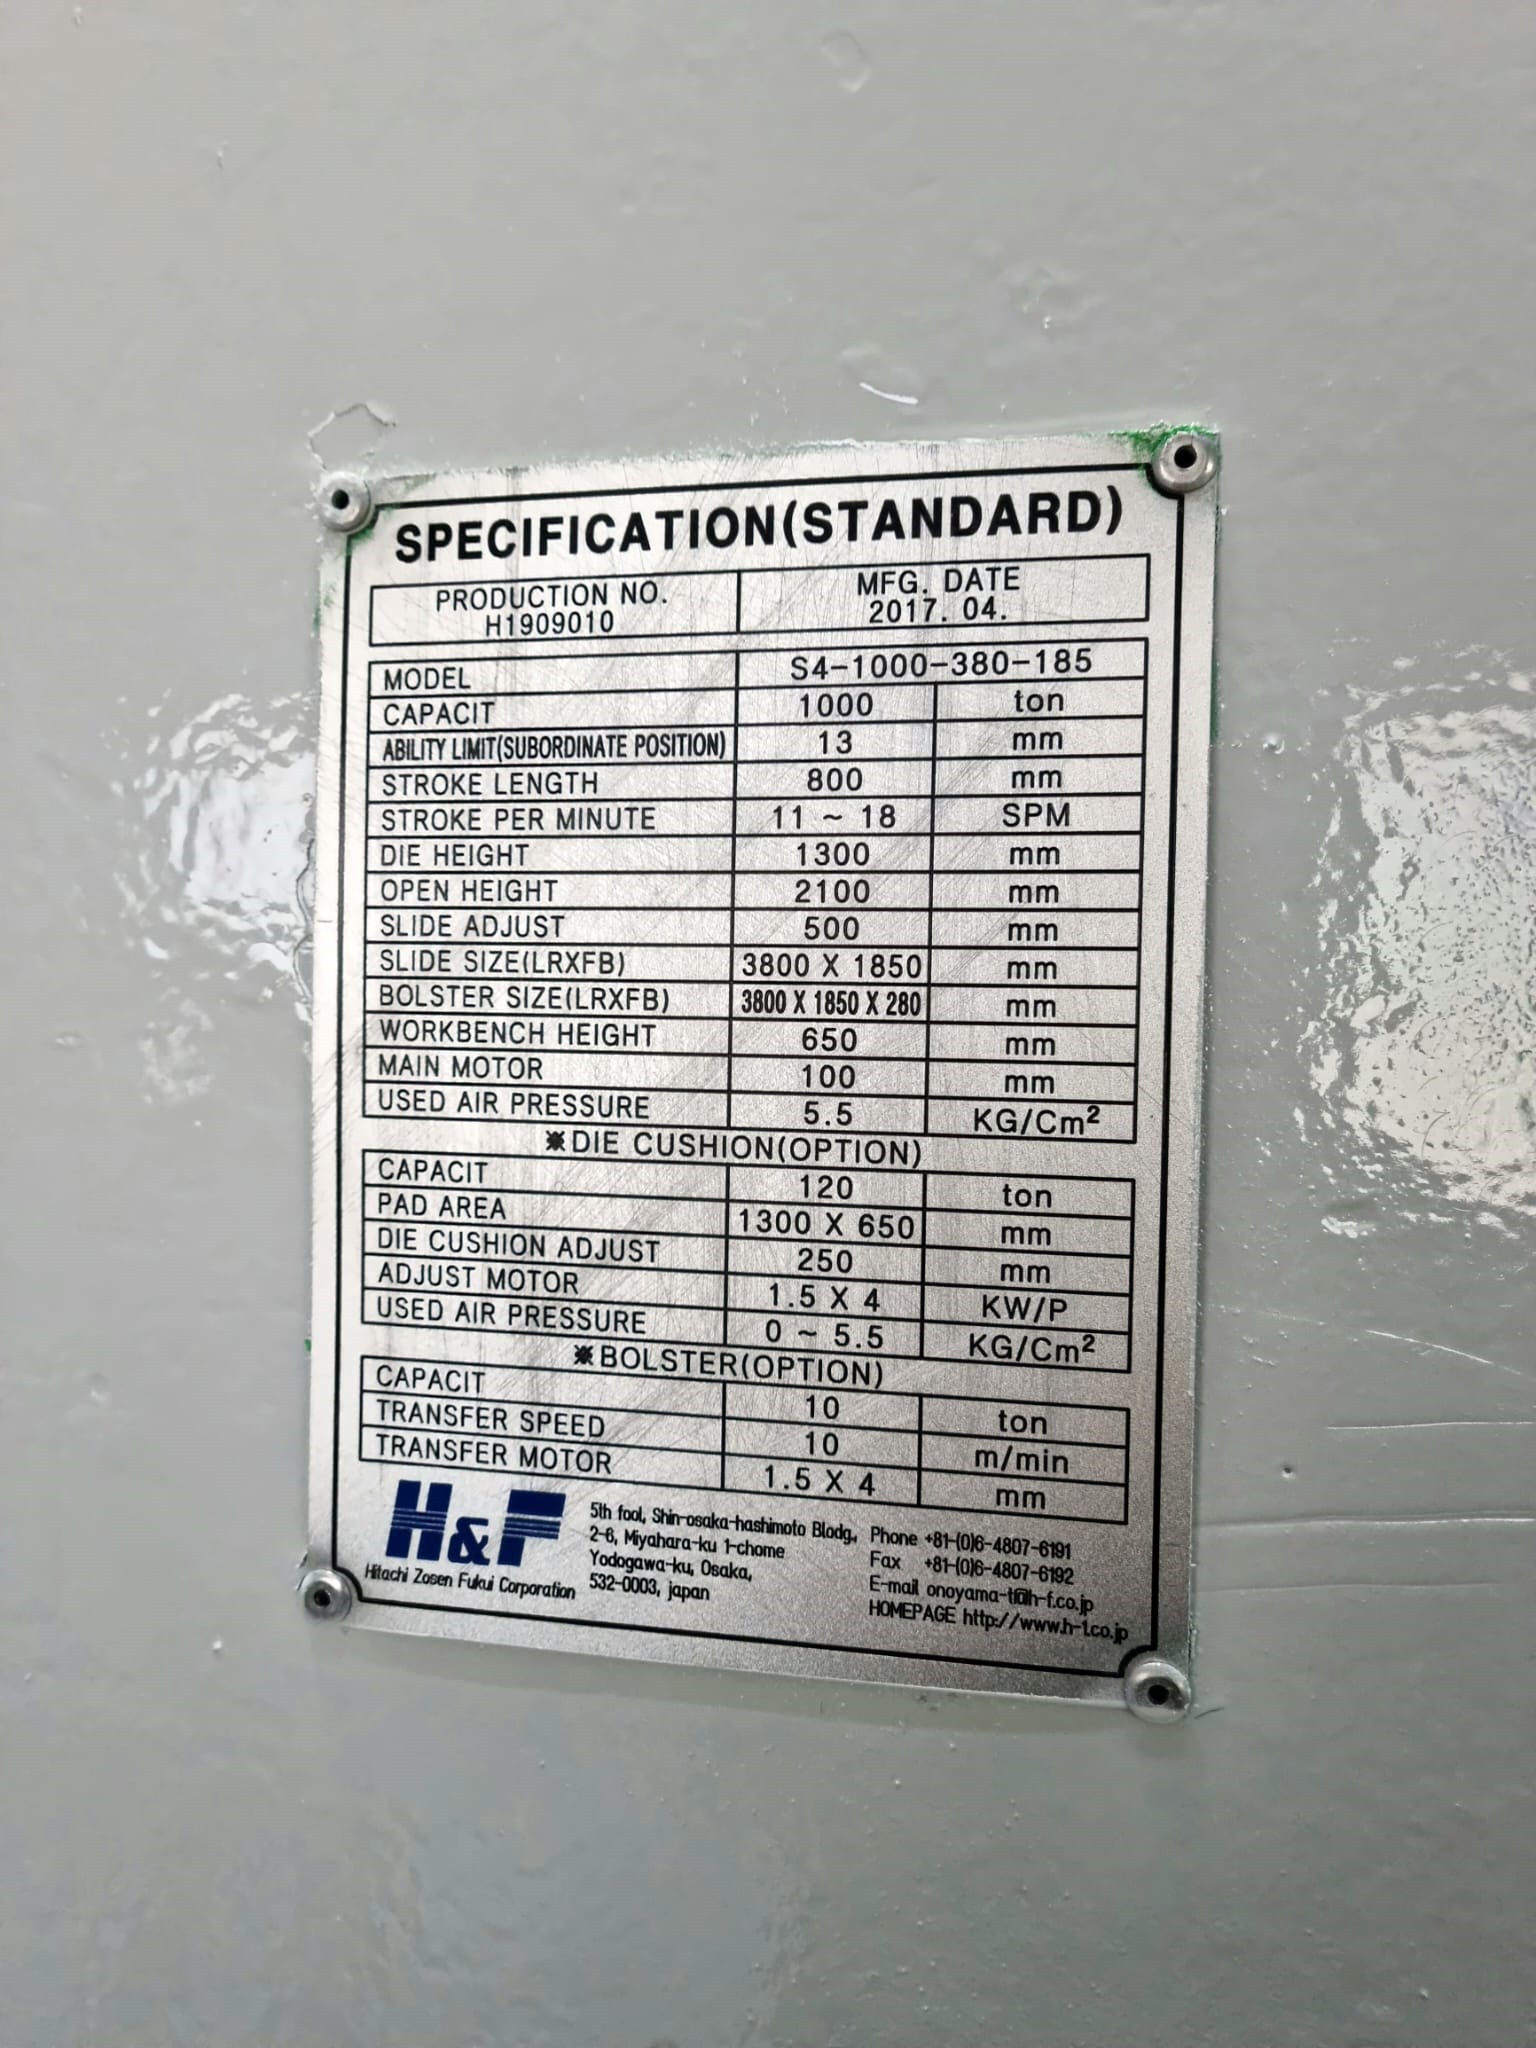 SPECIFICATION(STANDARD)
PRODUCTION NO. MFG. DATE
H1909010 2017. 04.
MODEL S4-1000-380-185
CAPACIT 1000 ton
ABILITY LIMIT(SUBORDINATE POSITION) 13 mm
STROKE LENGTH 800 mm
STROKE PER MINUTE 11 ~ 18 SPM
DIE HEIGHT 1300 mm
OPEN HEIGHT 2100 mm
SLIDE ADJUST 500 mm
SLIDE SIZE(LRXFB) 3800 X 1850 mm
BOLSTER SIZE(LRXFB) 3800 X 1850 X 280 mm
WORKBENCH HEIGHT 650 mm
MAIN MOTOR 100 mm
USED AIR PRESSURE 5.5 KG/Cm²
※DIE CUSHION(OPTION)
CAPACIT 120 ton
PAD AREA 1300 X 650 mm
DIE CUSHION ADJUST 250 mm
ADJUST MOTOR 1.5 X 4 KW/P
USED AIR PRESSURE 0 ~ 5.5 KG/Cm²
※BOLSTER(OPTION)
CAPACIT 10 ton
TRANSFER SPEED 10 m/min
TRANSFER MOTOR 1.5 X 4 mm
H&F
Hitachi Zosen Fukui Corporation
5th fool, Shin-osaka-hashimoto Blodg,
2-6, Miyahara-ku 1-chome
Yodogawa-ku, Osaka,
532-0003, japan
Phone +81-(0)6-4807-6191
Fax +81-(0)6-4807-6192
E-mail onoyama-t@h-f.co.jp
HOMEPAGE http://www.h-f.co.jp